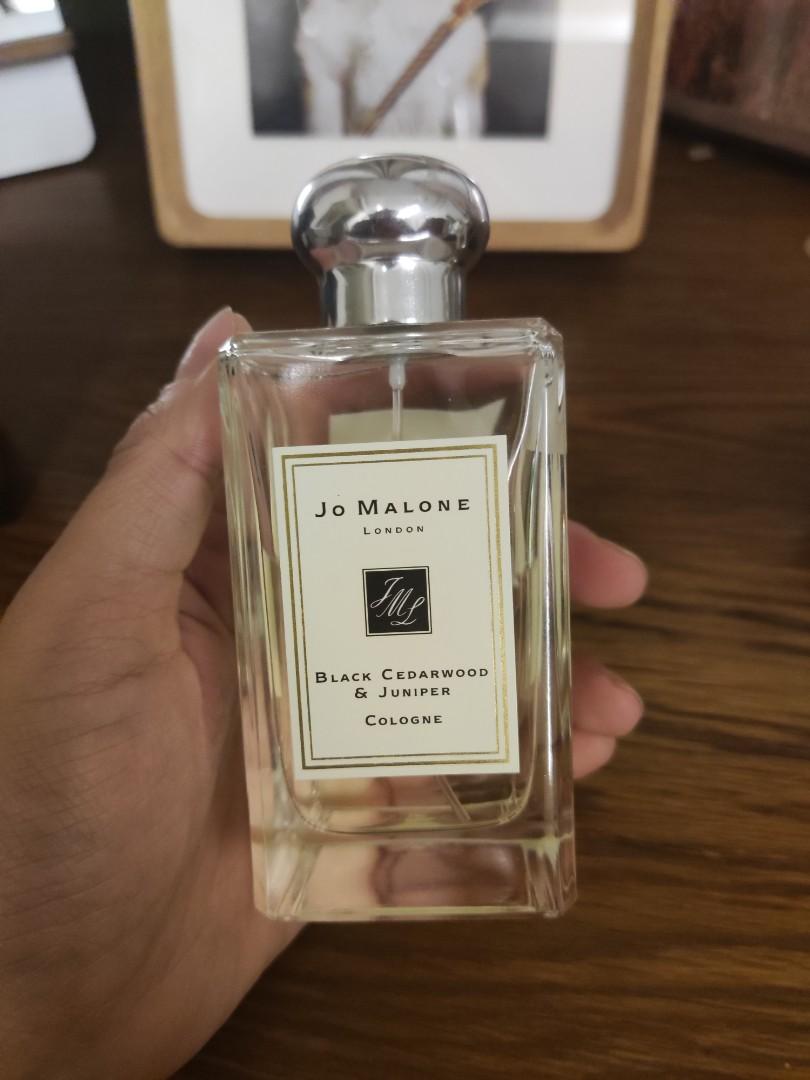 Jo Malone
London
JML
Black Cedarwood
& Juniper
Cologne